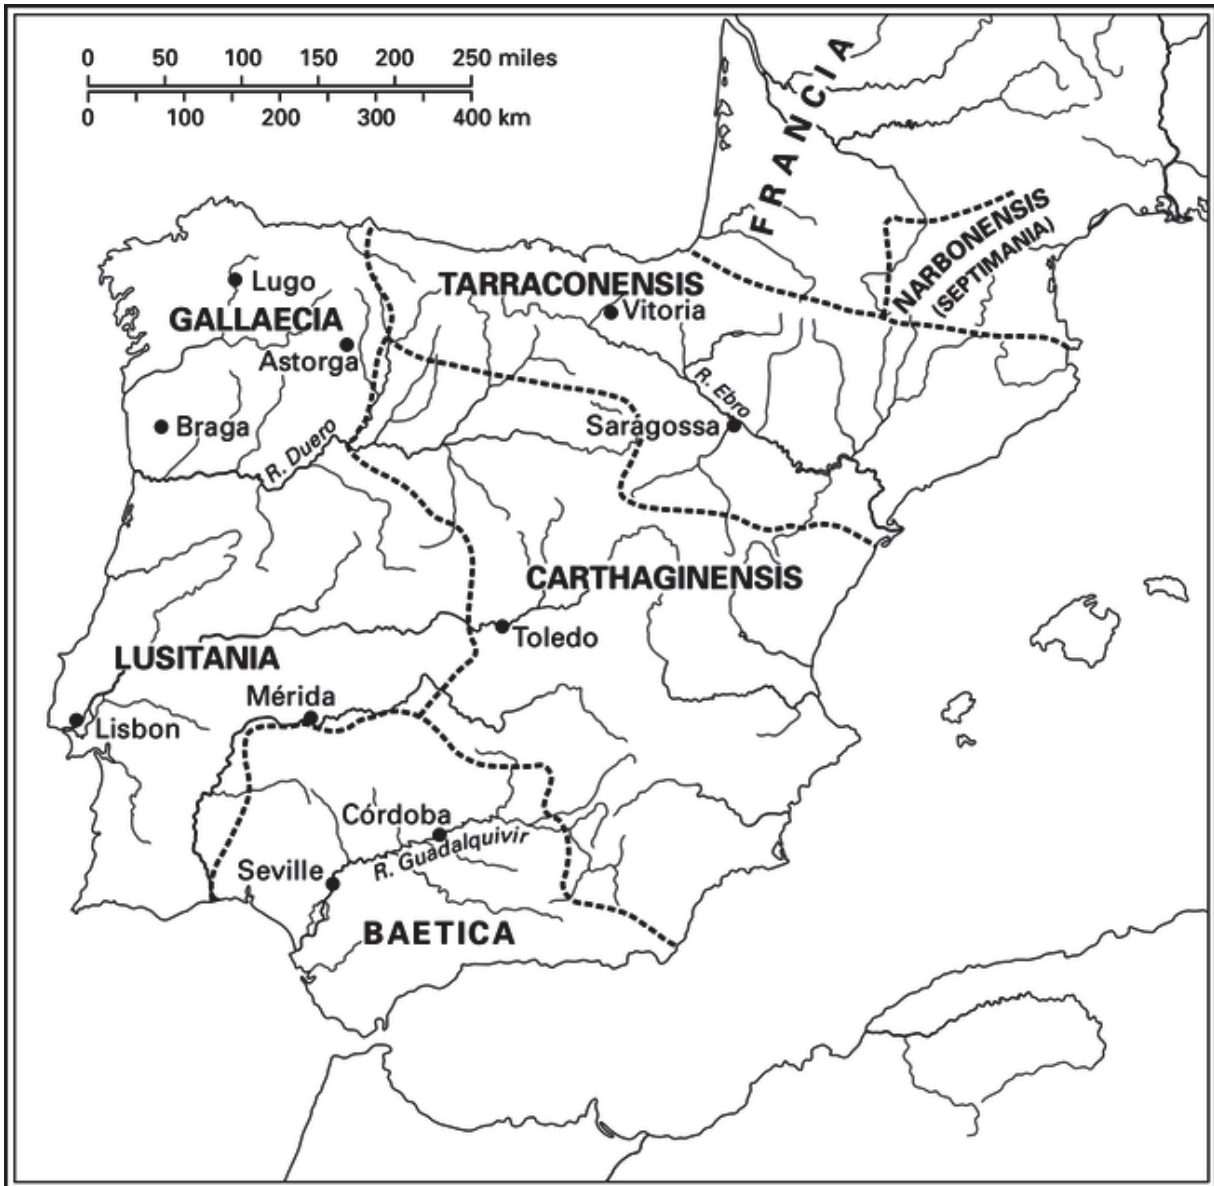 0 50 100 150 200 250 miles
0 100 200 300 400 km
FRANCIA
NARBONENSIS
(SEPTIMANIA)
TARRACONENSIS
Lugo
Vitoria
GALLAECIA
Astorga
R. Ebro
Braga
Saragossa
R. Duero
CARTHAGINENSIS
Toledo
LUSITANIA
Mérida
Lisbon
Córdoba
R. Guadalquivir
Seville
BAETICA